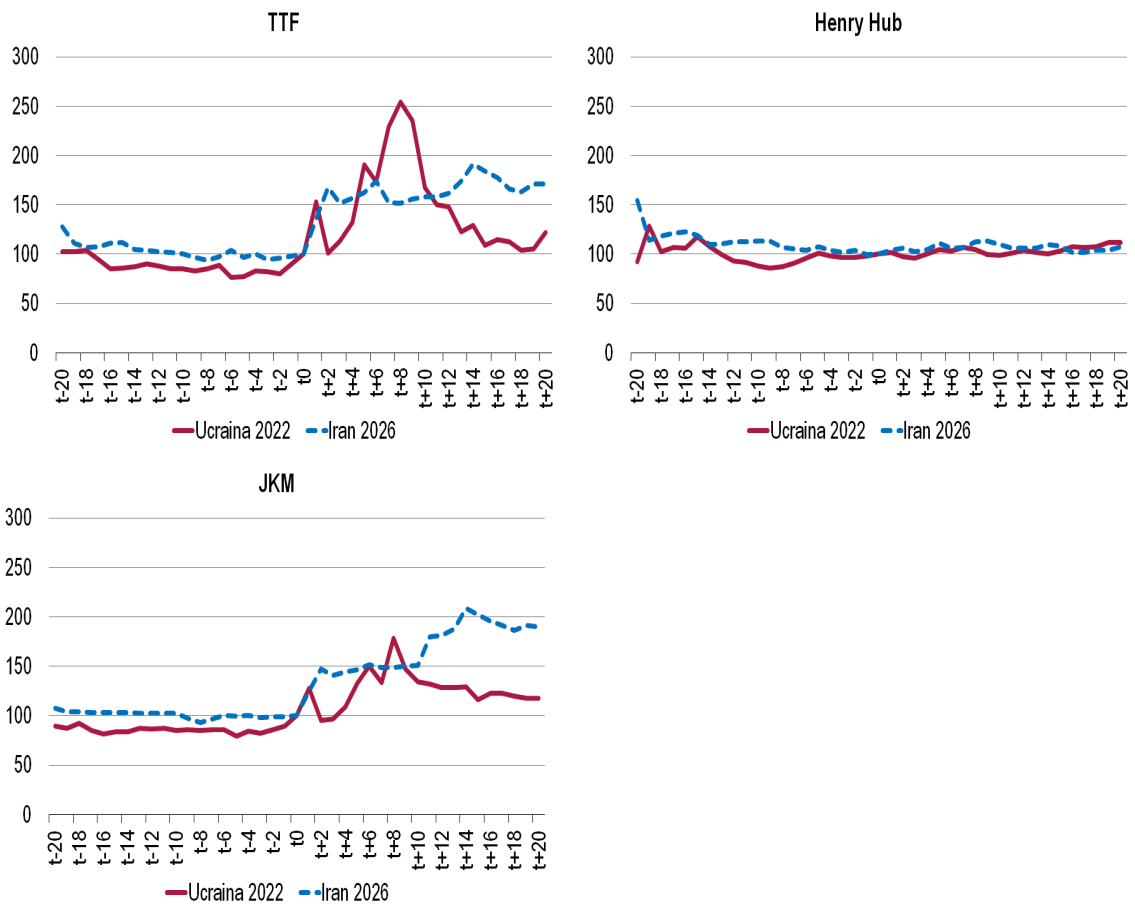 TTF
300
250
200
150
100
50
0
t-20
t-18
t-16
t-14
t-12
t-10
t-8
t-6
t-4
t-2
t0
t+2
t+4
t+6
t+8
t+10
t+12
t+14
t+16
t+18
t+20
Ucraina 2022 Iran 2026
Henry Hub
300
250
200
150
100
50
0
t-20
t-18
t-16
t-14
t-12
t-10
t-8
t-6
t-4
t-2
t0
t+2
t+4
t+6
t+8
t+10
t+12
t+14
t+16
t+18
t+20
Ucraina 2022 Iran 2026
JKM
300
250
200
150
100
50
0
t-20
t-18
t-16
t-14
t-12
t-10
t-8
t-6
t-4
t-2
t0
t+2
t+4
t+6
t+8
t+10
t+12
t+14
t+16
t+18
t+20
Ucraina 2022 Iran 2026